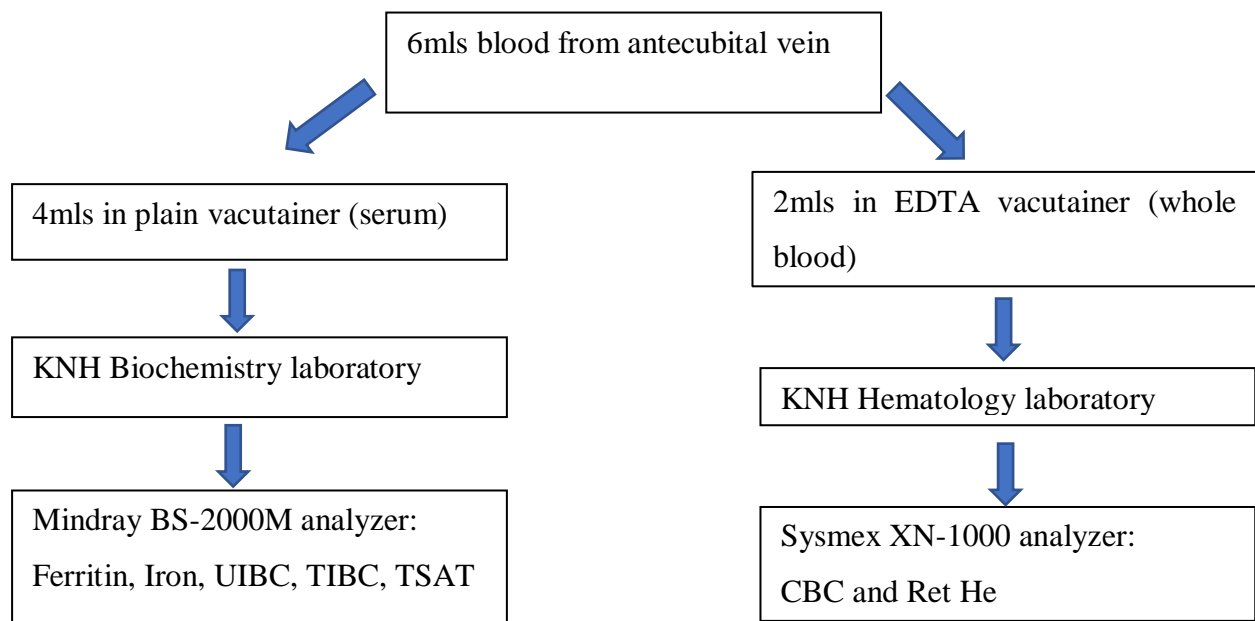 6mls blood from antecubital vein
4mls in plain vacutainer (serum)
2mls in EDTA vacutainer (whole
blood)
KNH Biochemistry laboratory
KNH Hematology laboratory
Mindray BS-2000M analyzer:
Ferritin, Iron, UIBC, TIBC, TSAT
Sysmex XN-1000 analyzer:
CBC and Ret He